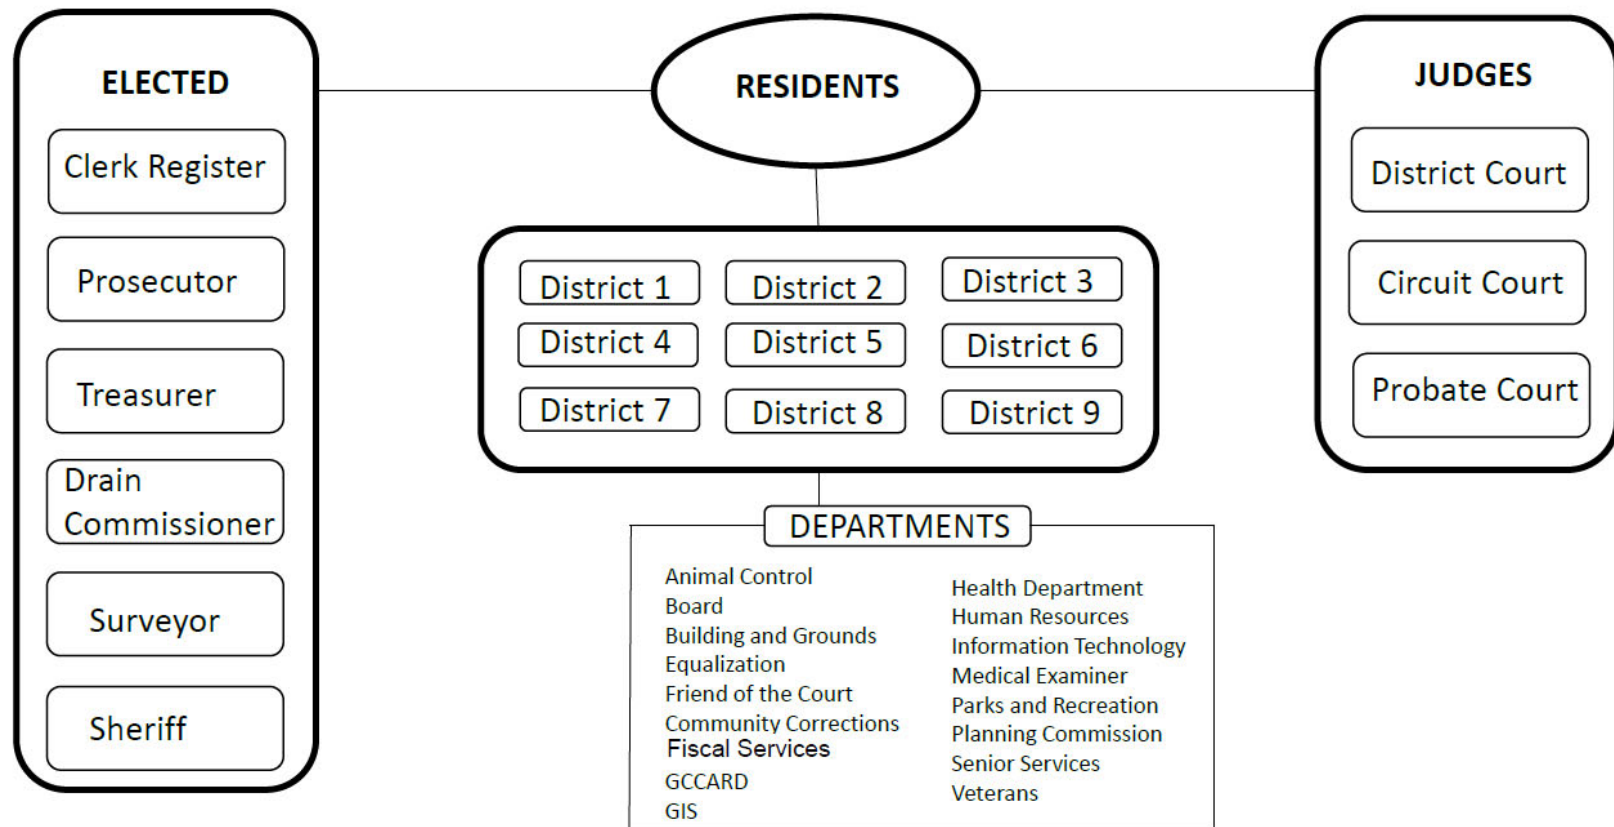 ELECTED
Clerk Register
Prosecutor
Treasurer
Drain
Commissioner
Surveyor
Sheriff
RESIDENTS
District 1
District 2
District 3
District 4
District 5
District 6
District 7
District 8
District 9
DEPARTMENTS
Animal Control
Board
Building and Grounds
Equalization
Friend of the Court
Community Corrections
Fiscal Services
GCCARD
GIS
Health Department
Human Resources
Information Technology
Medical Examiner
Parks and Recreation
Planning Commission
Senior Services
Veterans
JUDGES
District Court
Circuit Court
Probate Court